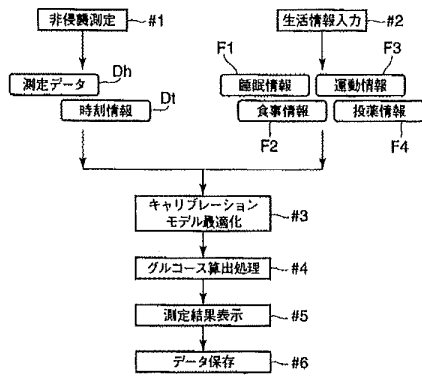 非侵襲測定
#1
生活情報入力
#2
測定データ
Dh
時刻情報
Dt
F1
睡眠情報
F3
運動情報
食事情報
F2
投薬情報
F4
キャリブレーション
モデル最適化
#3
グルコース算出処理
#4
測定結果表示
#5
データ保存
#6